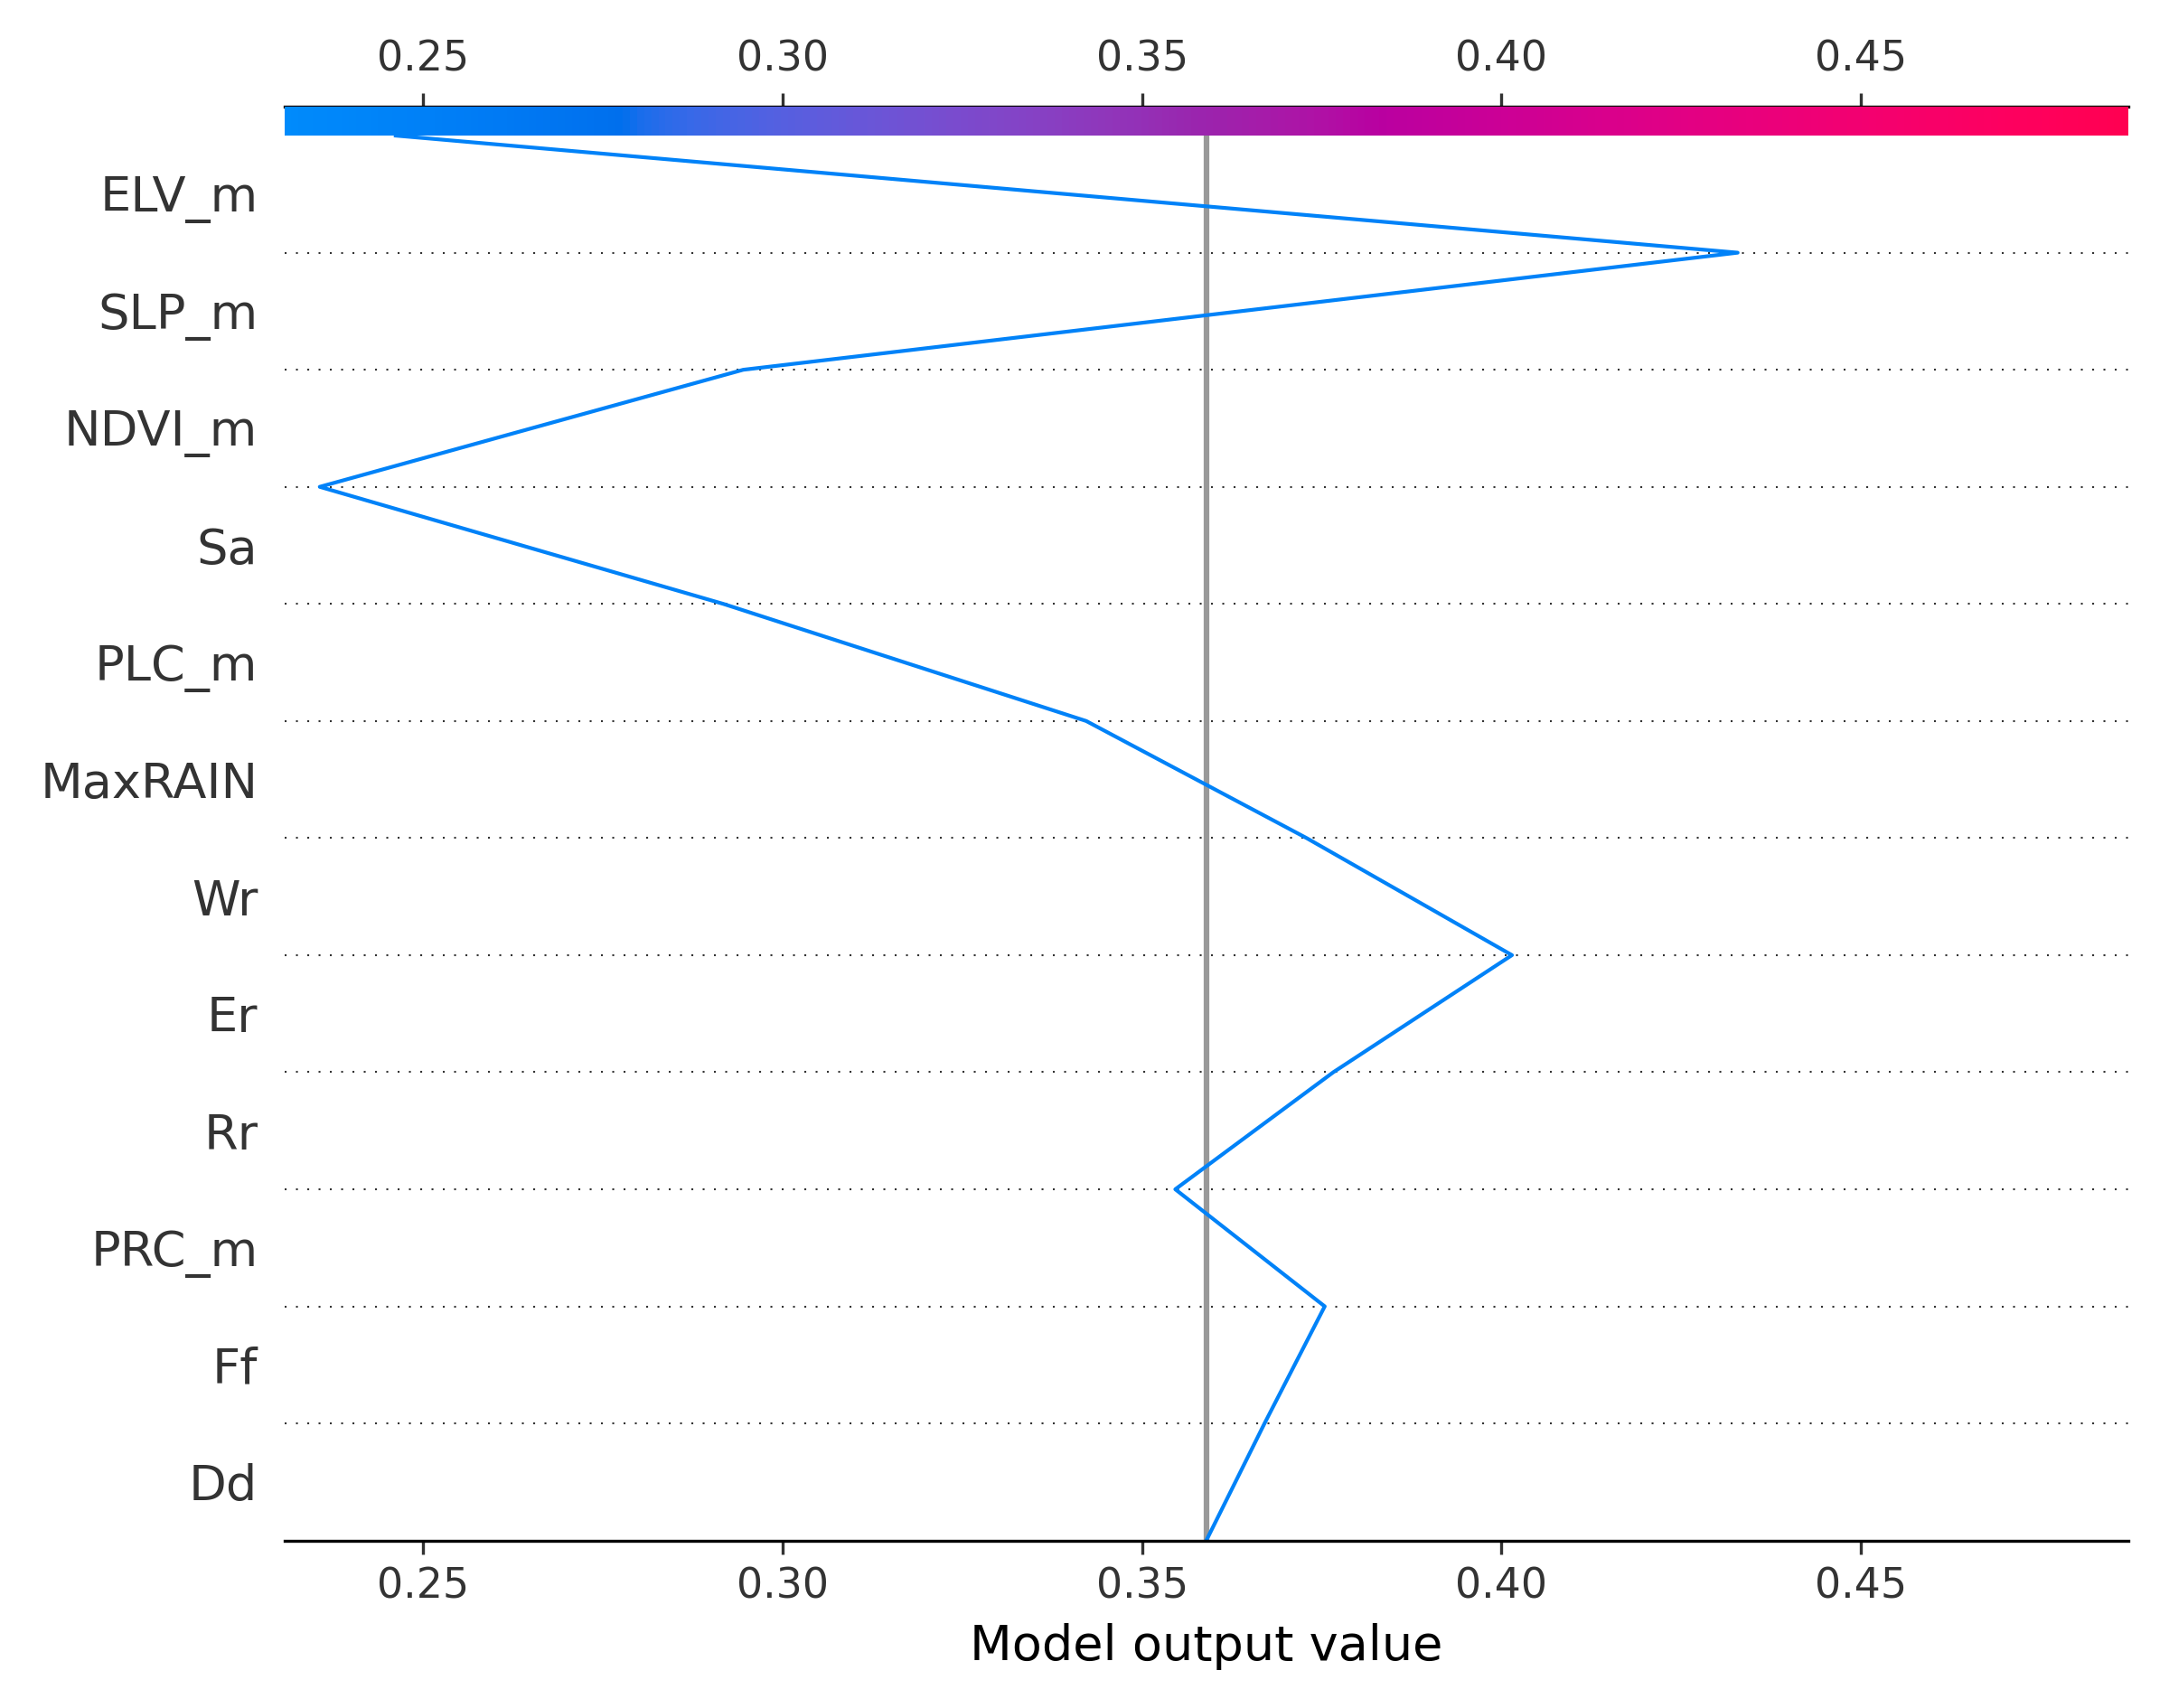 0.25 0.30 0.35 0.40 0.45
ELV_m
SLP_m
NDVI_m
Sa
PLC_m
MaxRAIN
Wr
Er
Rr
PRC_m
Ff
Dd
0.25 0.30 0.35 0.40 0.45
Model output value